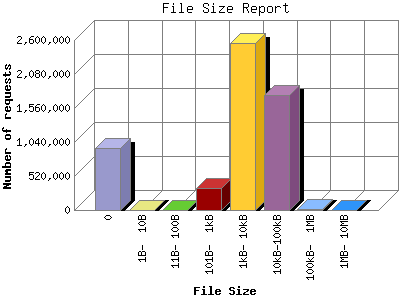 File Size Report
Number of requests
2,600,000
2,080,000
1,560,000
1,040,000
520,000
0
0
1B- 10B
11B- 100B
101B- 1kB
1kB- 10kB
10kB-100kB
100kB- 1MB
1MB- 10MB
File Size